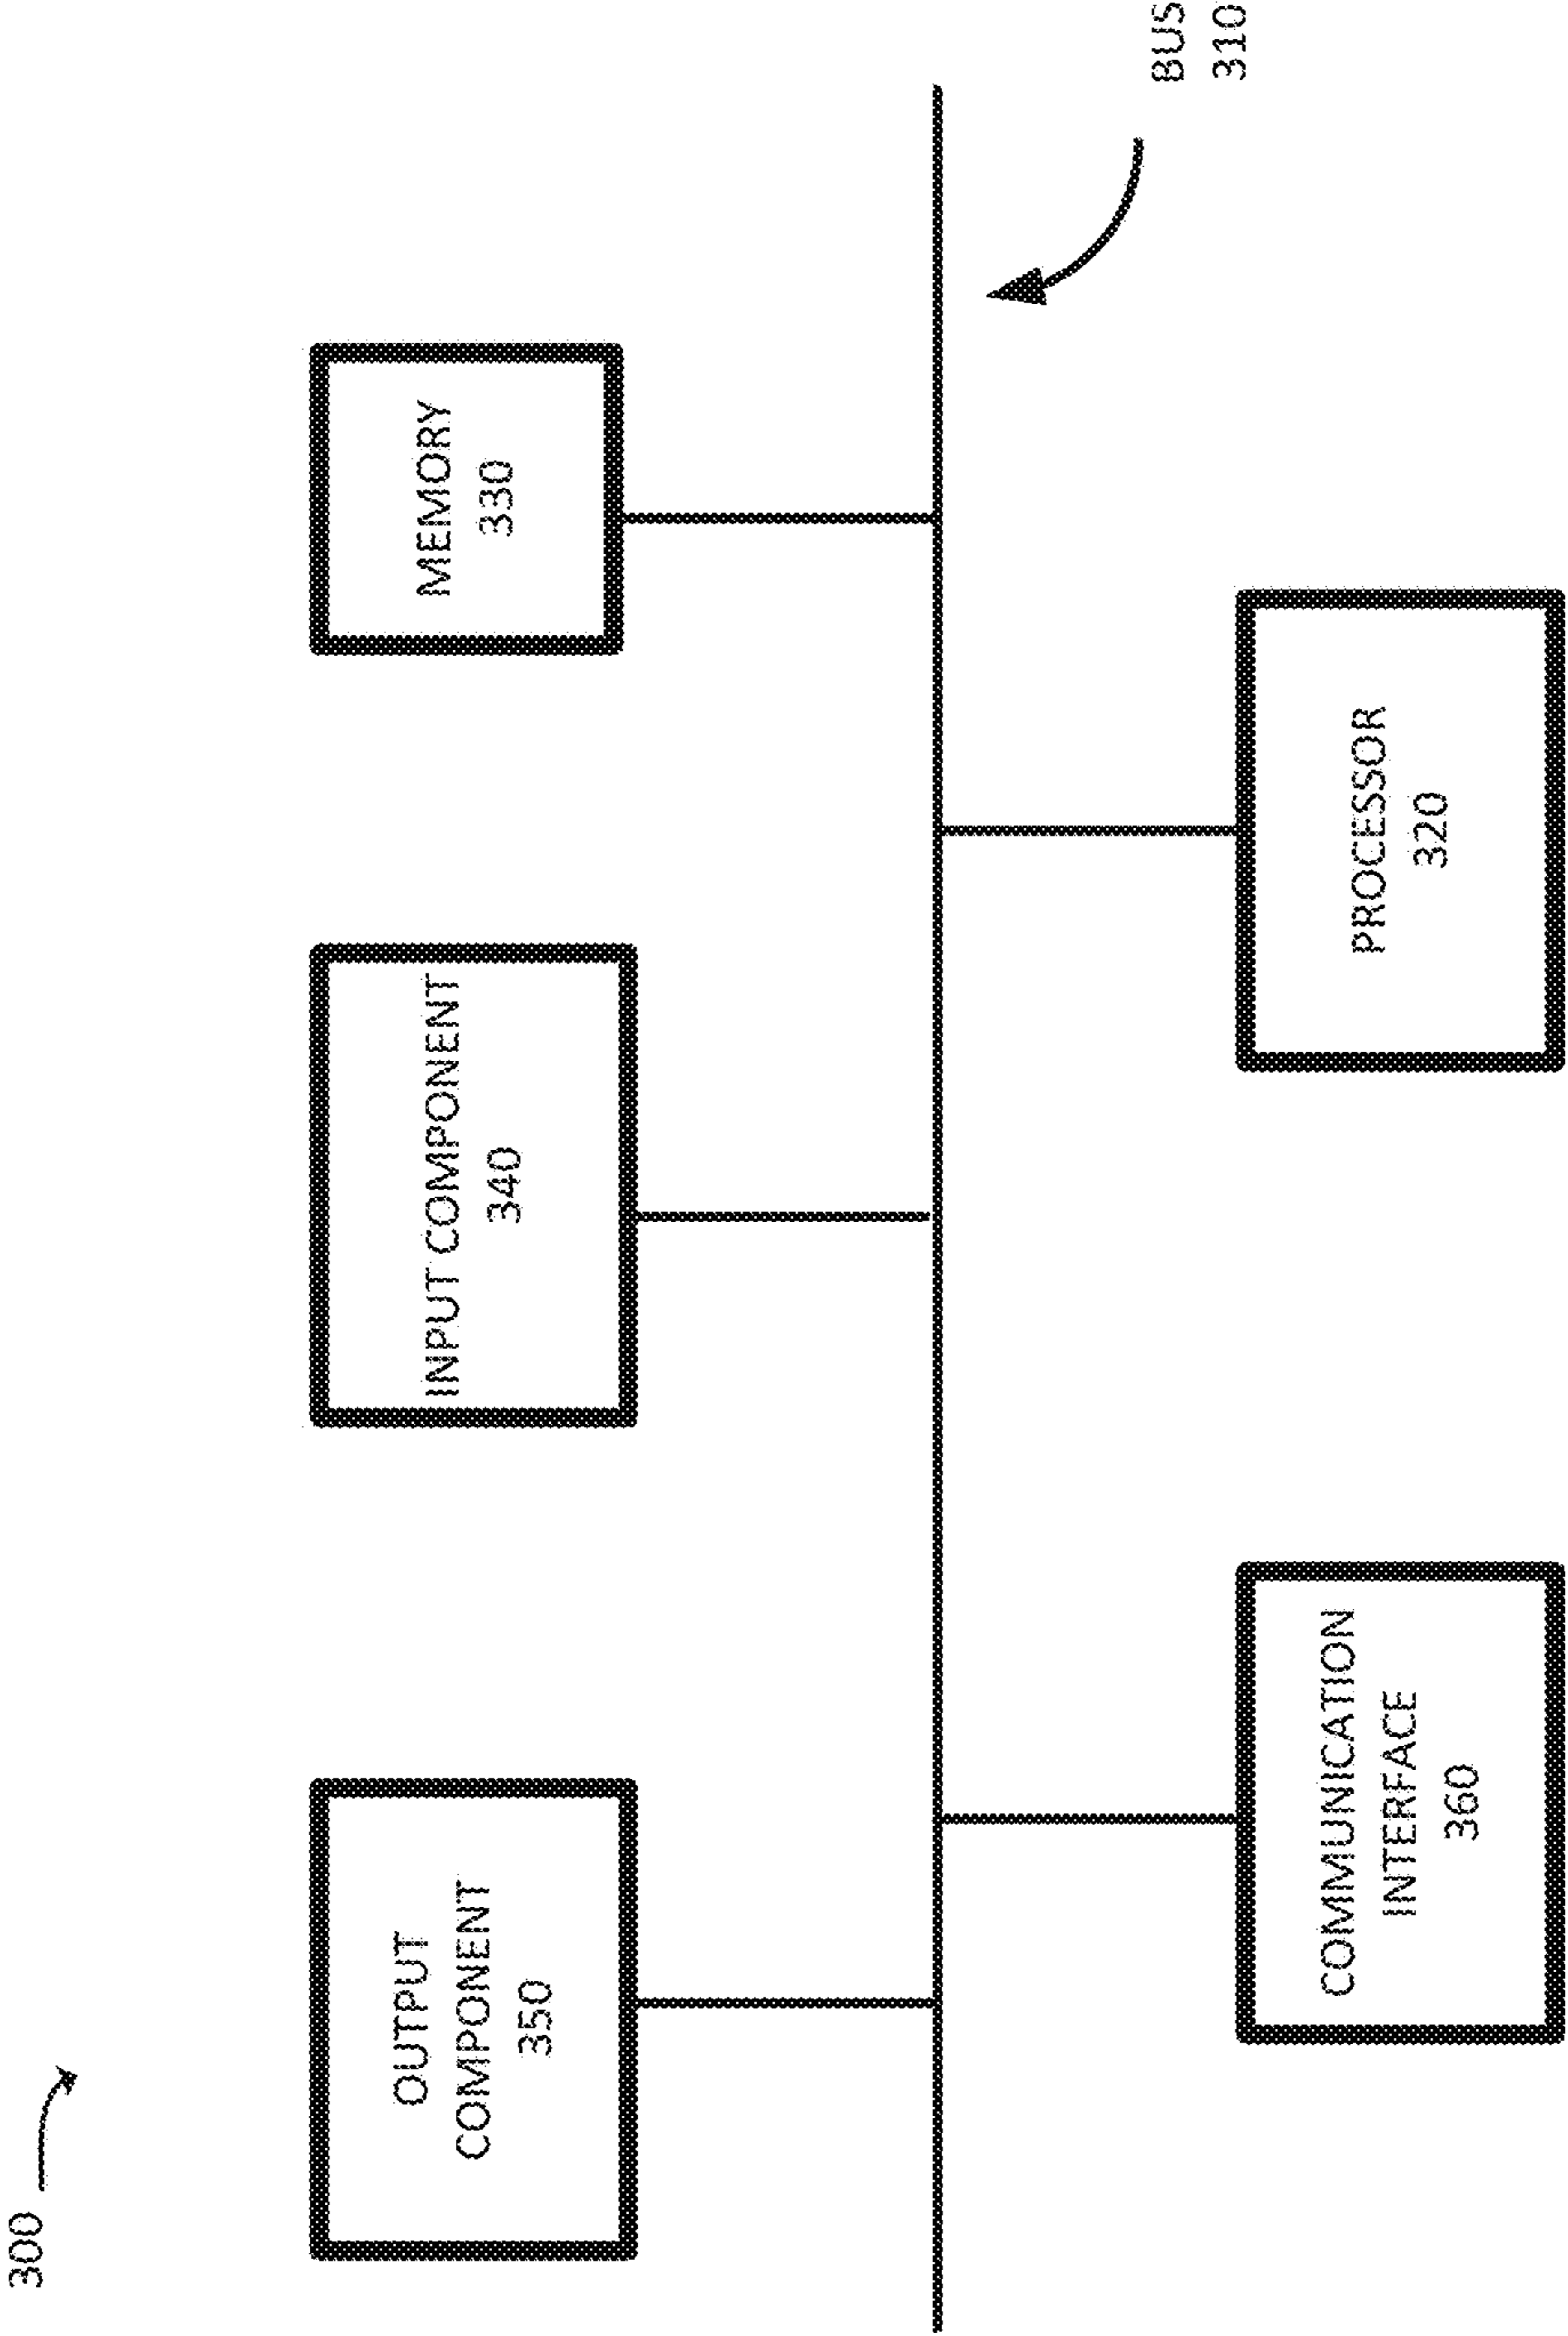 300
OUTPUT
COMPONENT
350
INPUT COMPONENT
340
MEMORY
330
COMMUNICATION
INTERFACE
360
PROCESSOR
320
BUS
310